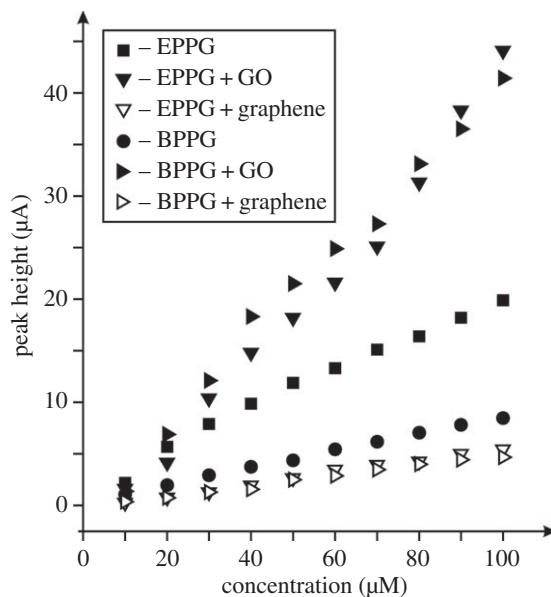 – EPPG
– EPPG + GO
– EPPG + graphene
– BPPG
– BPPG + GO
– BPPG + graphene
peak height (μA)
40
30
20
10
0
0 20 40 60 80 100
concentration (μM)